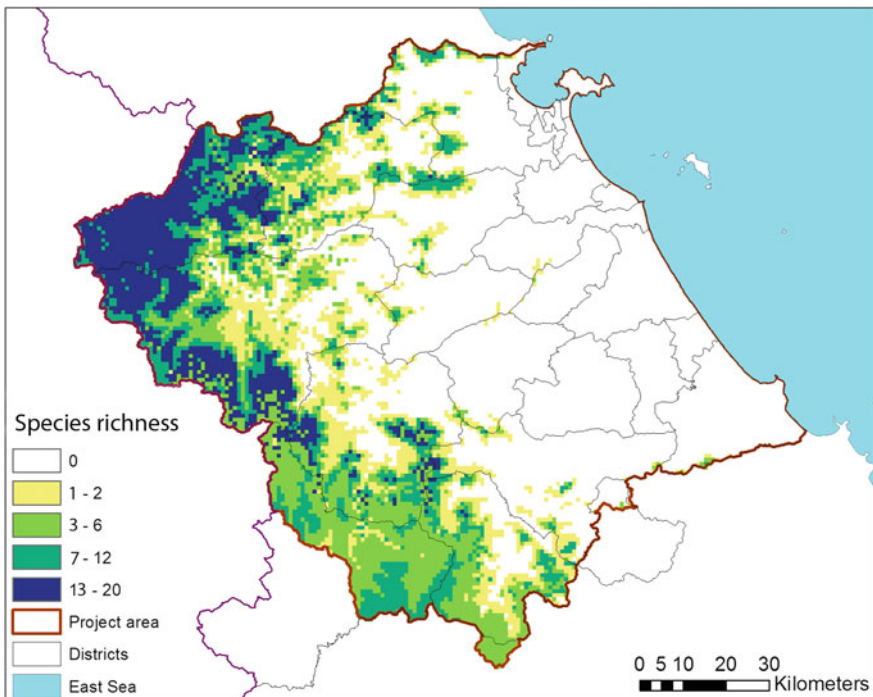 Species richness
0
1 - 2
3 - 6
7 - 12
13 - 20
Project area
Districts
East Sea
0 5 10 20 30
Kilometers